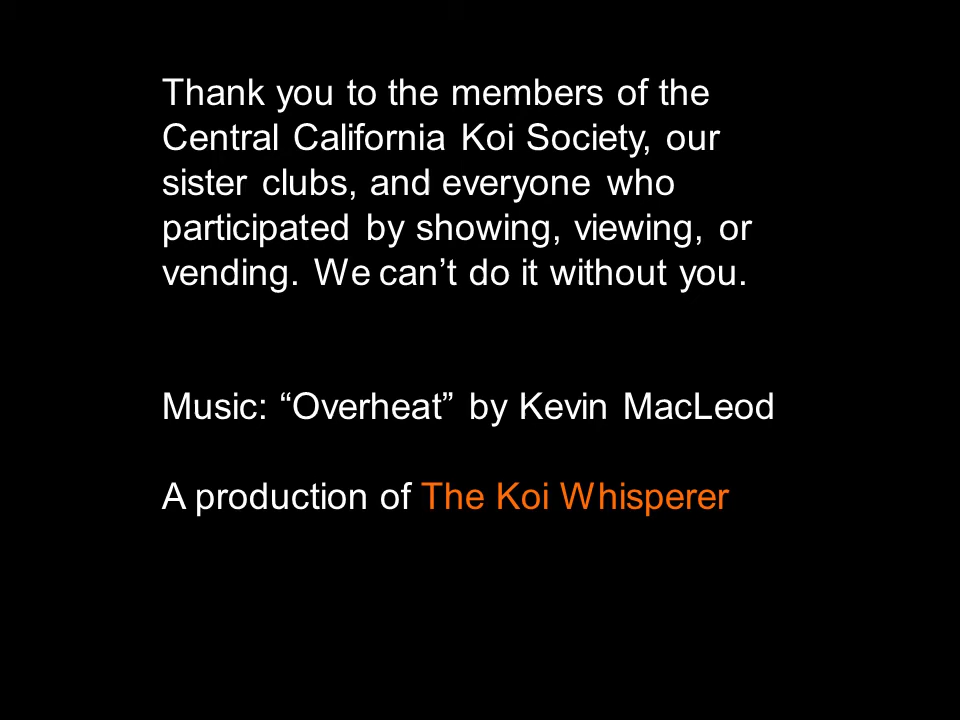 Thank you to the members of the
Central California Koi Society, our
sister clubs, and everyone who
participated by showing, viewing, or
vending. We can’t do it without you.
Music: “Overheat” by Kevin MacLeod
A production of The Koi Whisperer